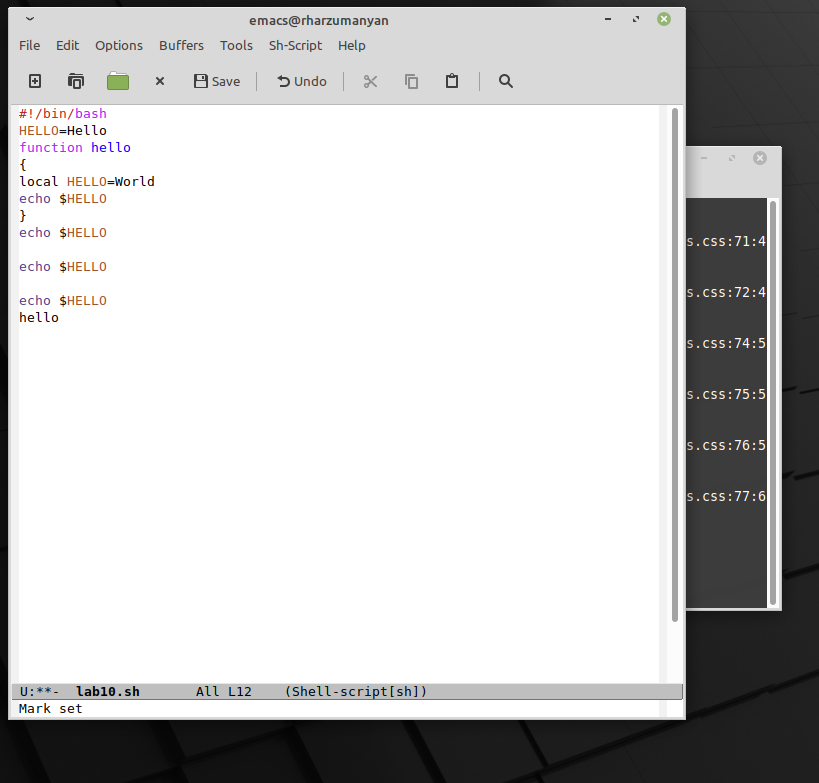 emacs@rharzumanyan
File Edit Options Buffers Tools Sh-Script Help
Save Undo
#!/bin/bash
HELLO=Hello
function hello
{
local HELLO=World
echo $HELLO
}
echo $HELLO
echo $HELLO
echo $HELLO
hello
U:**- lab10.sh All L12 (Shell-script[sh])
Mark set
s.css:71:4
s.css:72:4
s.css:74:5
s.css:75:5
s.css:76:5
s.css:77:6